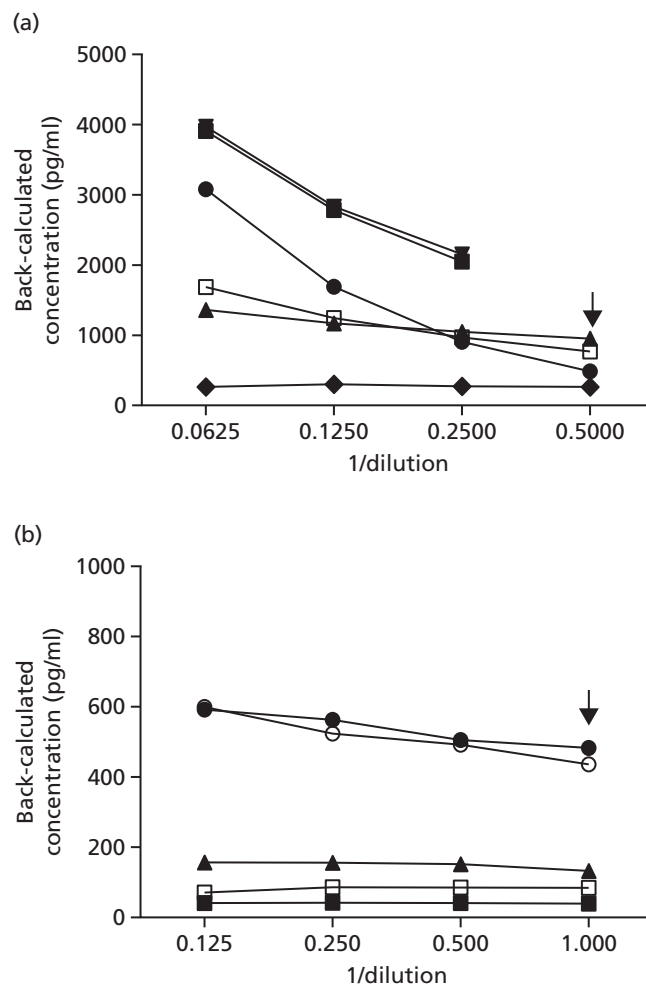 (a)
5000
4000
3000
2000
1000
0
Back-calculated
concentration (pg/ml)
0.0625 0.1250 0.2500 0.5000
1/dilution
(b)
1000
800
600
400
200
0
Back-calculated
concentration (pg/ml)
0.125 0.250 0.500 1.000
1/dilution